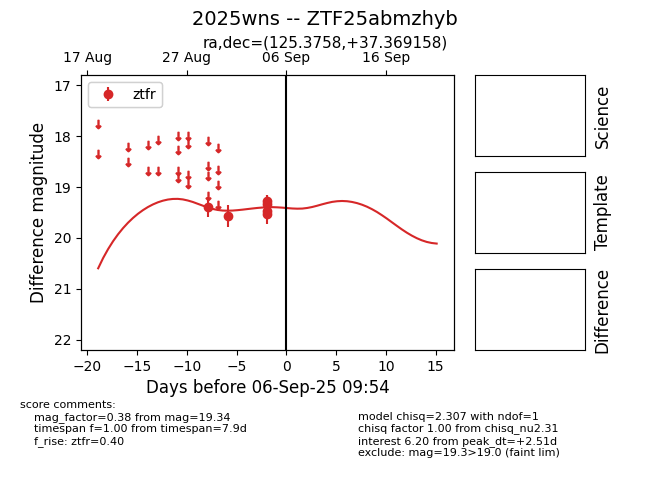 2025wns -- ZTF25abmzhyb
ra,dec=(125.3758,+37.369158)
17 Aug 27 Aug 06 Sep 16 Sep
17
18
19
20
21
22
Difference magnitude
ztfr
−20 −15 −10 −5 0 5 10 15
Days before 06-Sep-25 09:54
Science
Template
Difference
score comments:
mag_factor=0.38 from mag=19.34
timespan f=1.00 from timespan=7.9d
f_rise: ztfr=0.40
model chisq=2.307 with ndof=1
chisq factor 1.00 from chisq_nu2.31
interest 6.20 from peak_dt=+2.51d
exclude: mag=19.3>19.0 (faint lim)